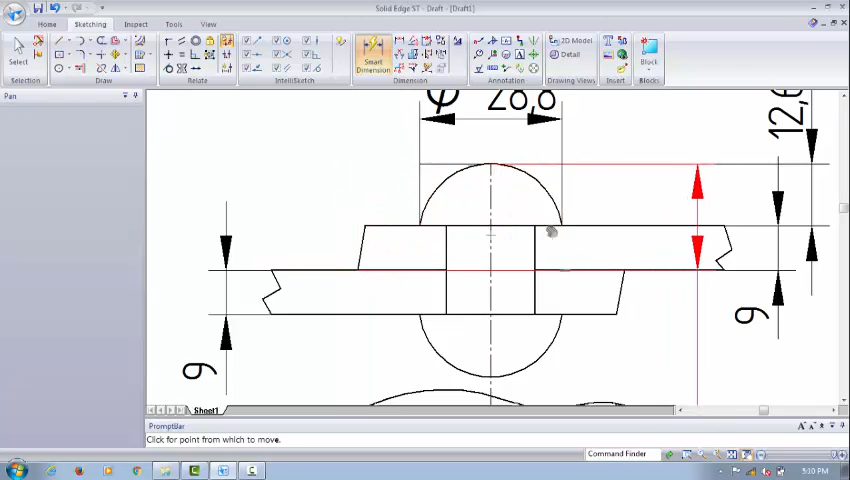 Solid Edge ST - Draft - [Draft1]
Home
Sketching
Inspect
Tools
View
Select
Selection
Draw
Relate
IntelliSketch
Smart
Dimension
Dimension
Annotation
2D Model
Detail
Drawing Views
Insert
Block
Blocks
Pan
φ 28,8
12,6
9
9
Sheet1
PromptBar
Click for point from which to move.
Command Finder
5:10 PM